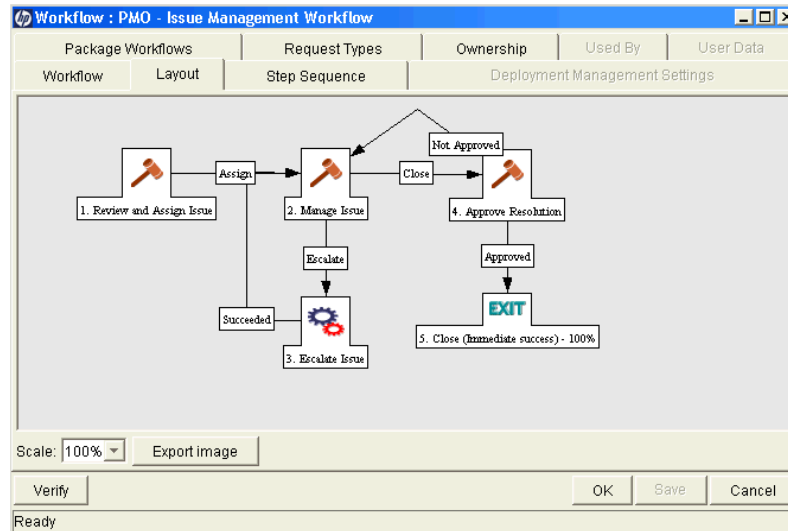 hp Workflow : PMO - Issue Management Workflow
Package Workflows Request Types Ownership Used By User Data
Workflow Layout Step Sequence Deployment Management Settings
Not Approved
Assign Close
1. Review and Assign Issue 2. Manage Issue 4. Approve Resolution
Escalate Approved
EXIT
Succeeded
5. Close (Immediate success) - 100%
3. Escalate Issue
Scale: 100% Export image
Verify OK Save Cancel
Ready